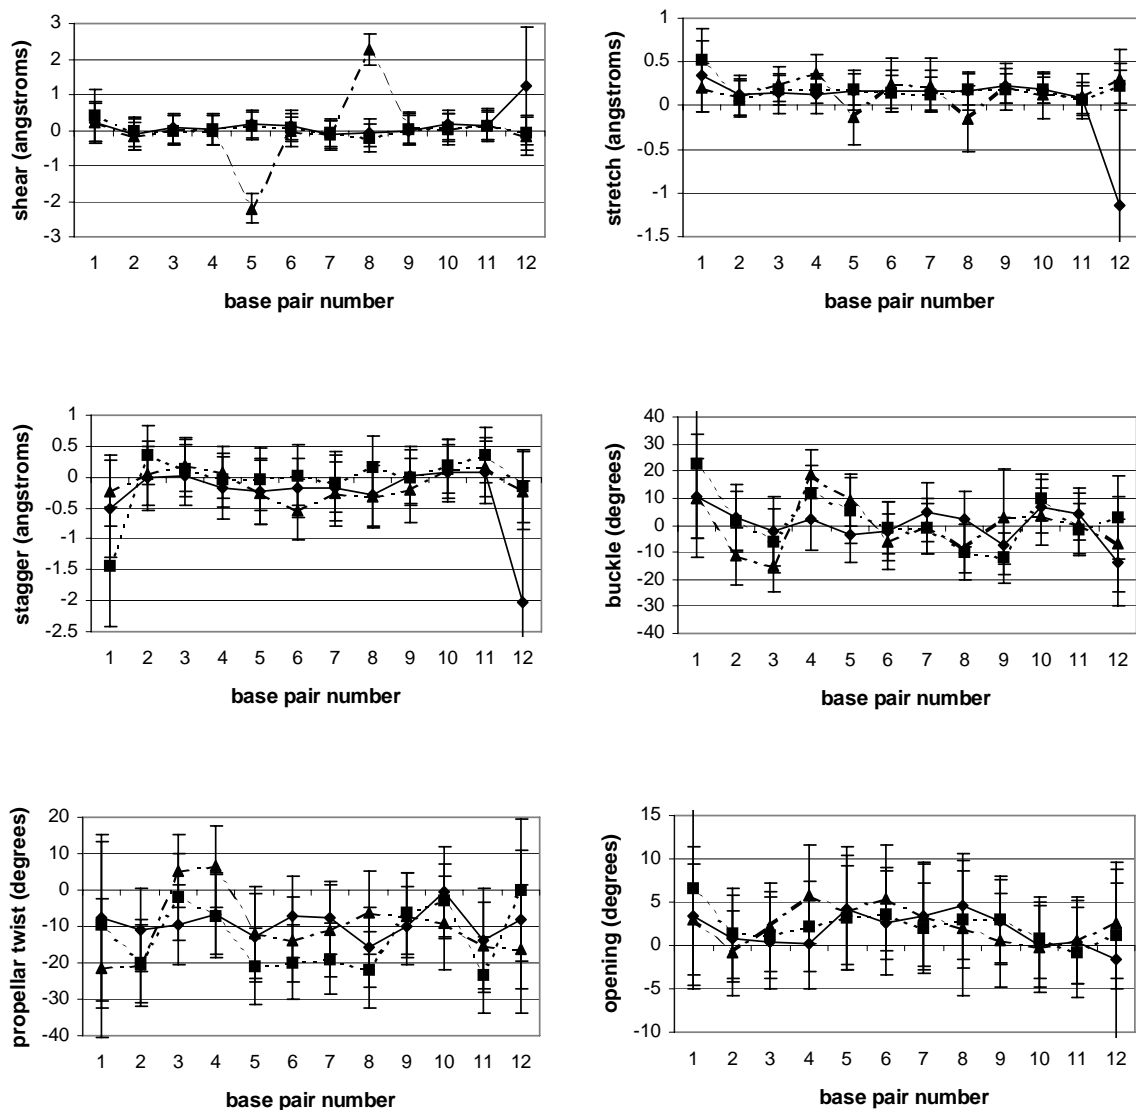 shear (angstroms)
3
2
1
0
-1
-2
-3
1 2 3 4 5 6 7 8 9 10 11 12
base pair number
stretch (angstroms)
1
0.5
0
-0.5
-1
-1.5
1 2 3 4 5 6 7 8 9 10 11 12
base pair number
stagger (angstroms)
1
0.5
0
-0.5
-1
-1.5
-2
-2.5
1 2 3 4 5 6 7 8 9 10 11 12
base pair number
buckle (degrees)
40
30
20
10
0
-10
-20
-30
-40
1 2 3 4 5 6 7 8 9 10 11 12
base pair number
propellar twist (degrees)
20
10
0
-10
-20
-30
-40
1 2 3 4 5 6 7 8 9 10 11 12
base pair number
opening (degrees)
15
10
5
0
-5
-10
1 2 3 4 5 6 7 8 9 10 11 12
base pair number